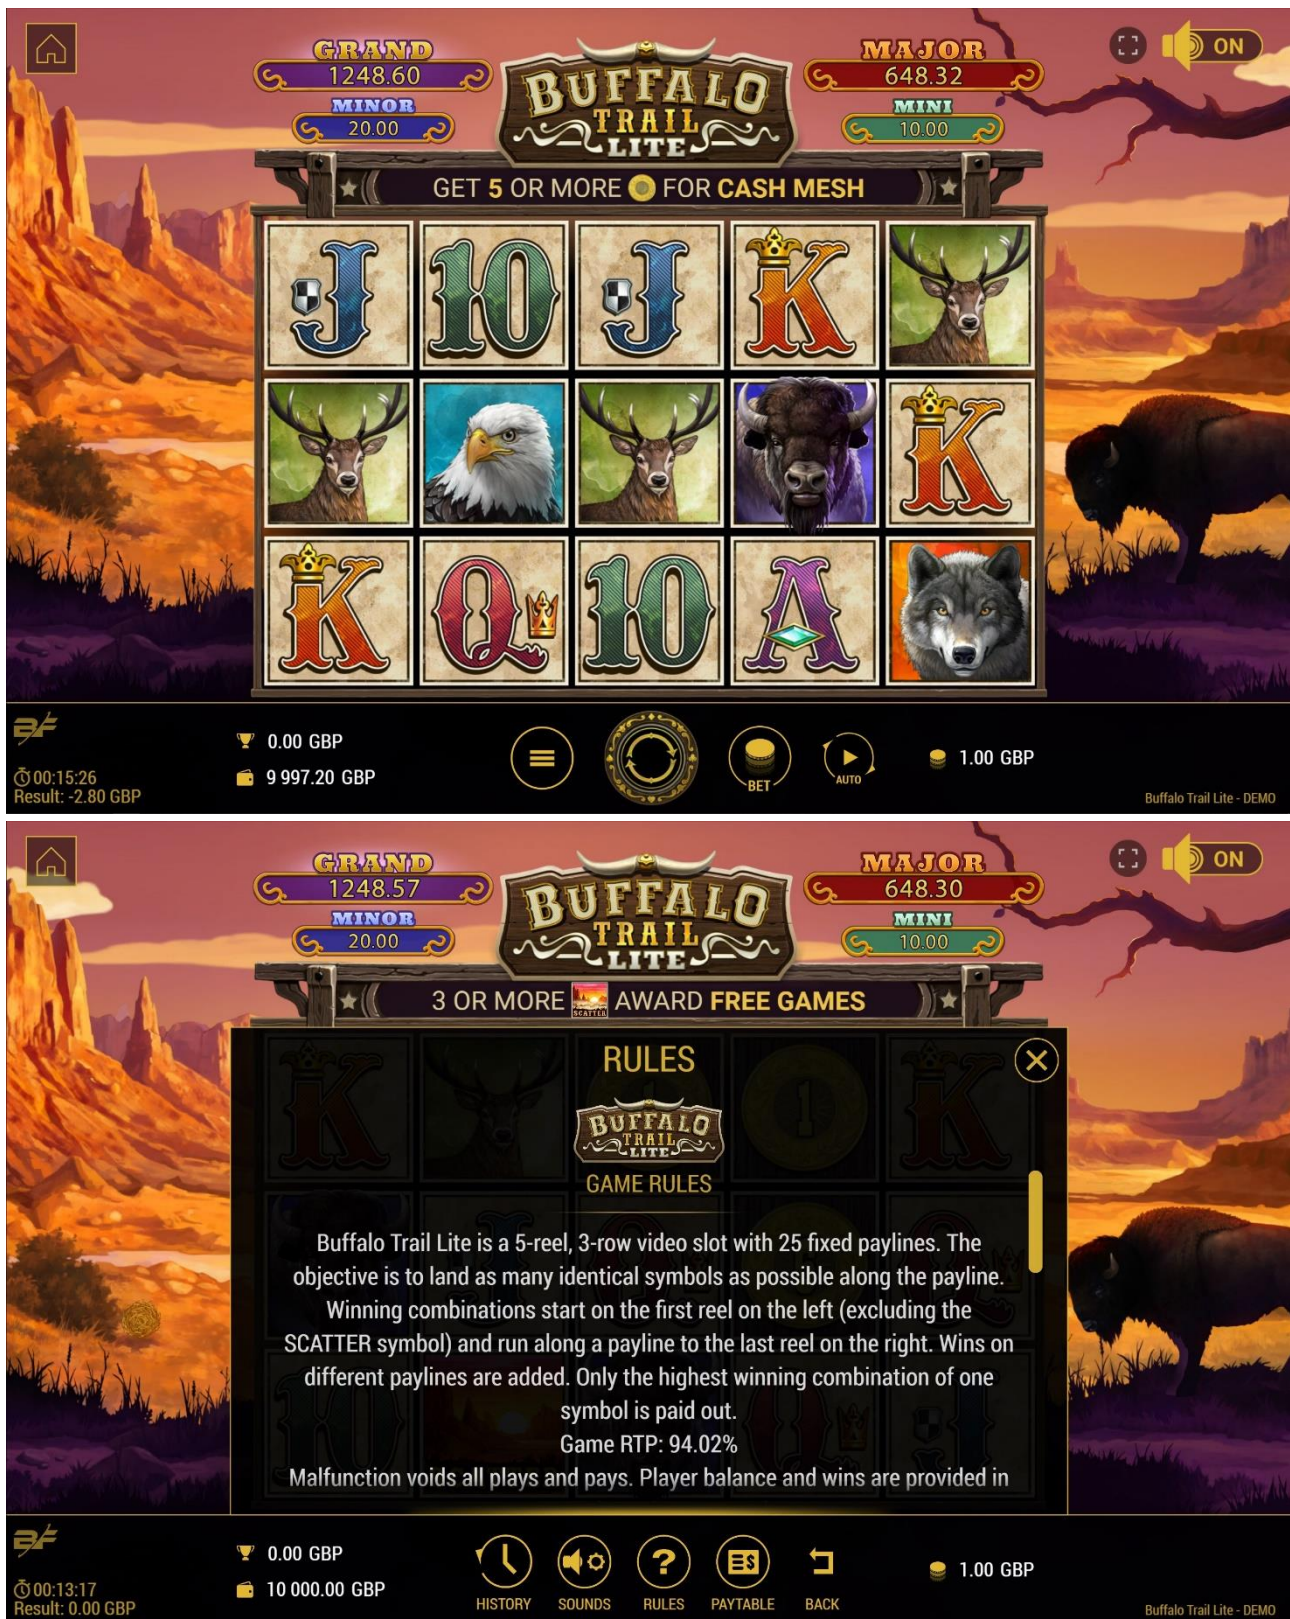 GRAND
1248.60
MINOR
20.00
BUFFALO
TRAIL
LITE
MAJOR
648.32
MINI
10.00
ON
GET 5 OR MORE FOR CASH MESH
J 10 J K
K
K Q 10 A
BF
00:15:26
Result: -2.80 GBP
0.00 GBP
9 997.20 GBP
BET
AUTO
1.00 GBP
Buffalo Trail Lite - DEMO
GRAND
1248.57
MINOR
20.00
BUFFALO
TRAIL
LITE
MAJOR
648.30
MINI
10.00
ON
3 OR MORE SCATTER AWARD FREE GAMES
K 1 1 K
J Q 1 Q
10 Q J
RULES
BUFFALO
TRAIL
LITE
GAME RULES
Buffalo Trail Lite is a 5-reel, 3-row video slot with 25 fixed paylines. The
objective is to land as many identical symbols as possible along the payline.
Winning combinations start on the first reel on the left (excluding the
SCATTER symbol) and run along a payline to the last reel on the right. Wins on
different paylines are added. Only the highest winning combination of one
symbol is paid out.
Game RTP: 94.02%
Malfunction voids all plays and pays. Player balance and wins are provided in
BF
00:13:17
Result: 0.00 GBP
0.00 GBP
10 000.00 GBP
HISTORY
SOUNDS
RULES
PAYTABLE
BACK
1.00 GBP
Buffalo Trail Lite - DEMO